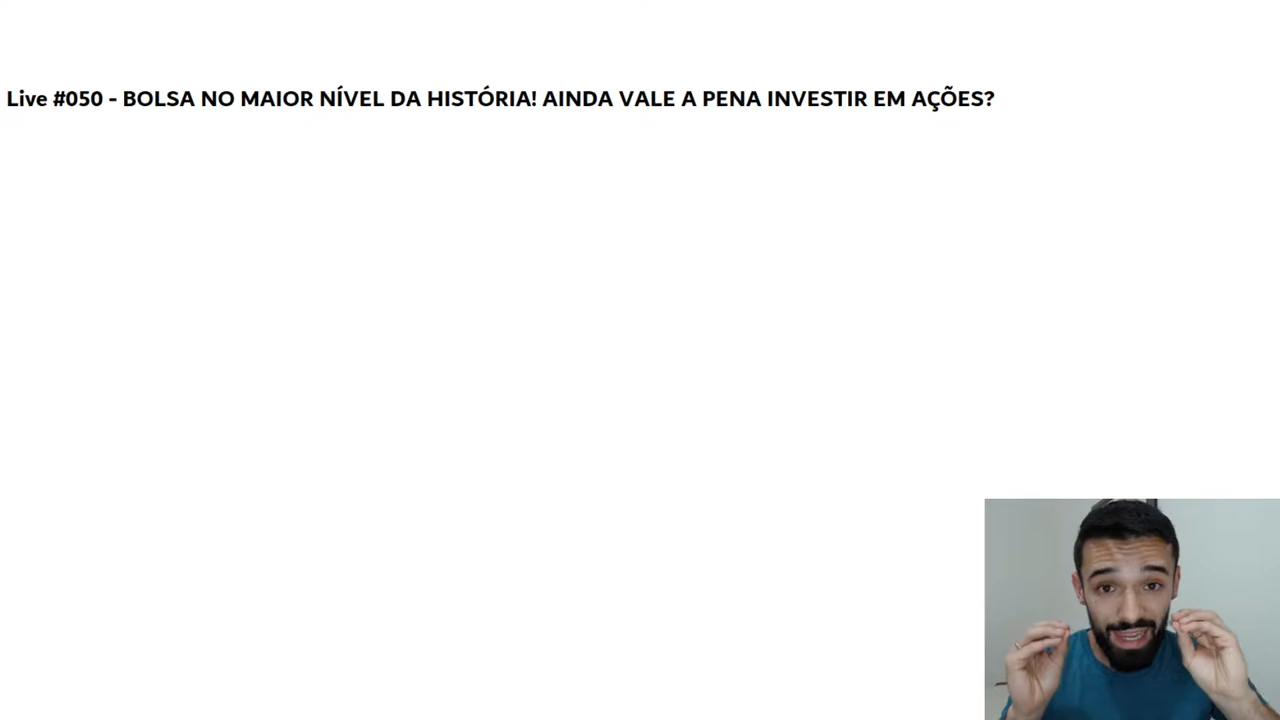 Live #050 - BOLSA NO MAIOR NÍVEL DA HISTÓRIA! AINDA VALE A PENA INVESTIR EM AÇÕES?